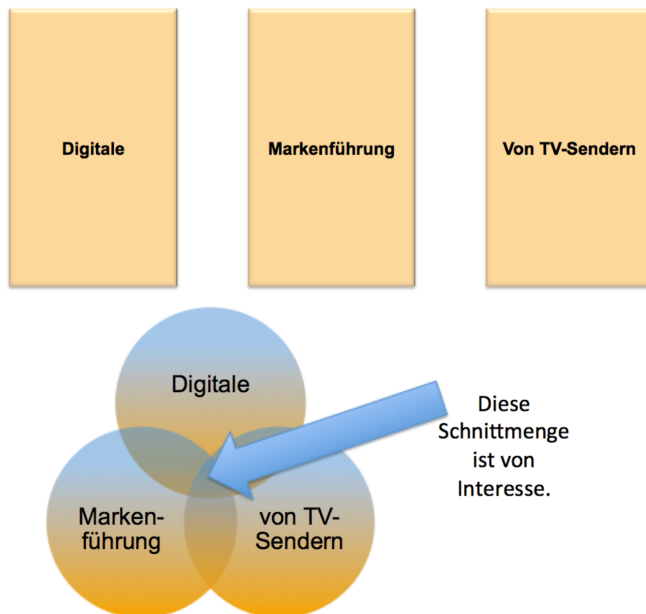 Digitale
Markenführung
Von TV-Sendern
Digitale
Diese
Schnittmenge
ist von
Interesse.
Marken-
führung
von TV-
Sendern